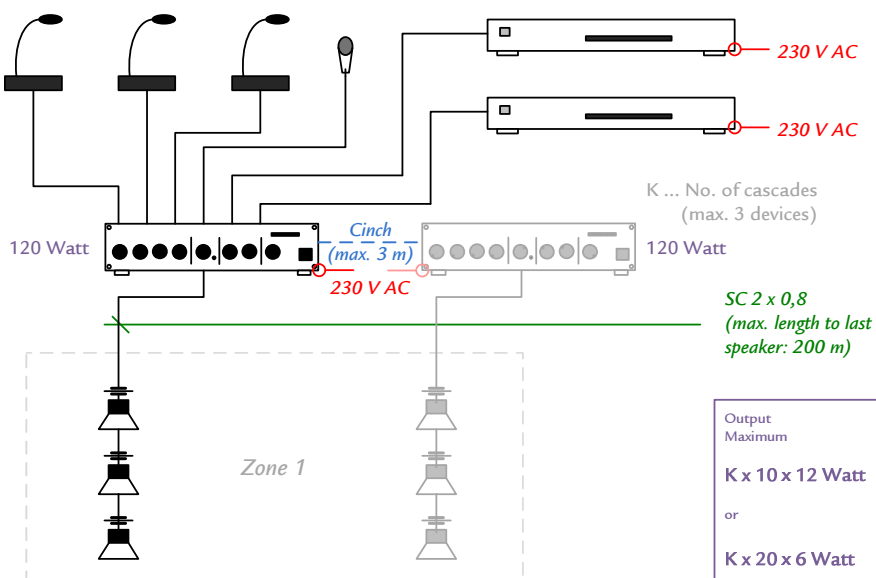 230 V AC
230 V AC
K ... No. of cascades
(max. 3 devices)
120 Watt
Cinch
(max. 3 m)
120 Watt
230 V AC
SC 2 x 0,8
(max. length to last
speaker: 200 m)
Zone 1
Output
Maximum
K x 10 x 12 Watt
or
K x 20 x 6 Watt